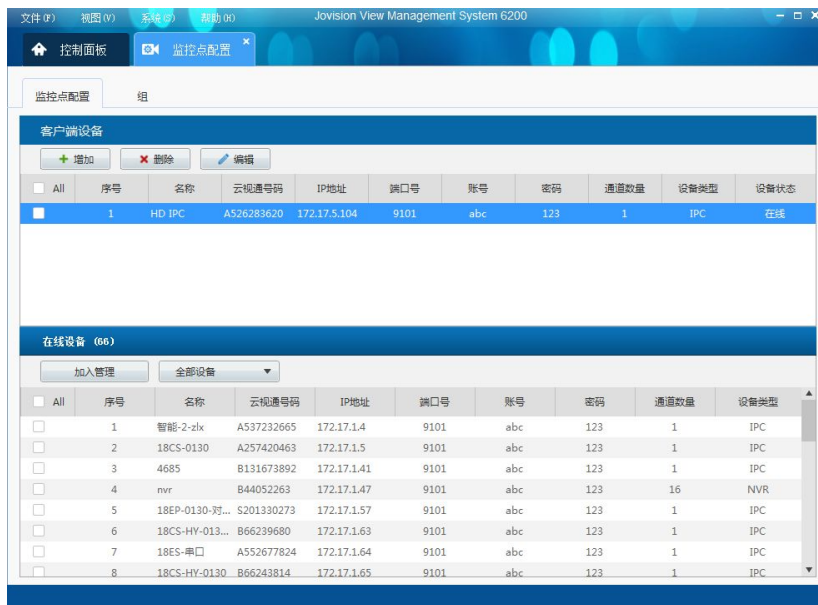 文件(F) 视图(V) 系统(S) 帮助(H) Jovision View Management System 6200
控制面板 监控点配置
监控点配置 组
客户端设备
增加 删除 编辑
All 序号 名称 云视通号码 IP地址 端口号 账号 密码 通道数量 设备类型 设备状态
1 HD IPC A526283620 172.17.5.104 9101 abc 123 1 IPC 在线
在线设备 (66)
加入管理 全部设备
All 序号 名称 云视通号码 IP地址 端口号 账号 密码 通道数量 设备类型
1 智能-2-zlx A537232665 172.17.1.4 9101 abc 123 1 IPC
2 18CS-0130 A257420463 172.17.1.5 9101 abc 123 1 IPC
3 4685 B131673892 172.17.1.41 9101 abc 123 1 IPC
4 nvr B44052263 172.17.1.47 9101 abc 123 16 NVR
5 18EP-0130-对... S201330273 172.17.1.57 9101 abc 123 1 IPC
6 18CS-HY-013... B66239680 172.17.1.63 9101 abc 123 1 IPC
7 18ES-串口 A552677824 172.17.1.64 9101 abc 123 1 IPC
8 18CS-HY-0130 B66243814 172.17.1.65 9101 abc 123 1 IPC